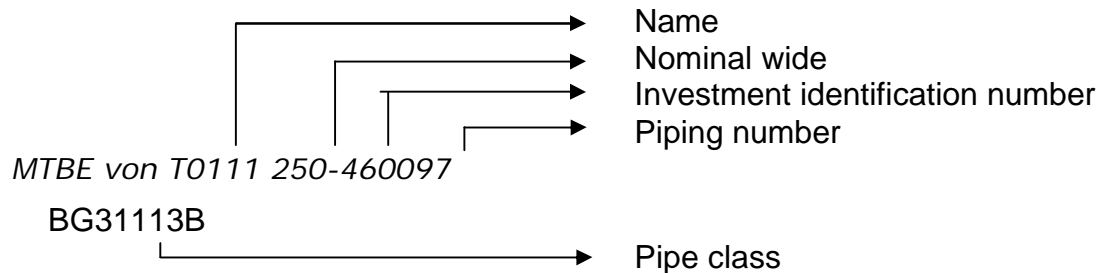 Name
Nominal wide
Investment identification number
Piping number
MTBE von T0111 250-460097
BG31113B
Pipe class